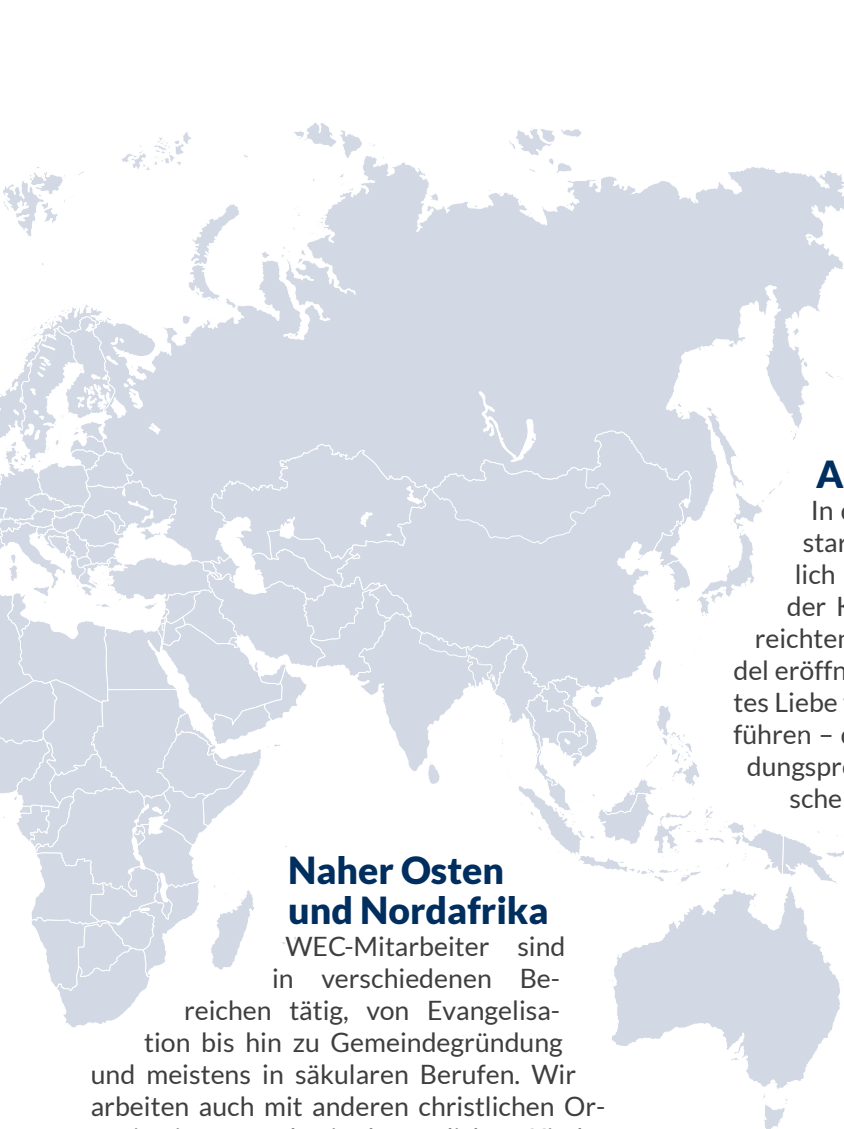 Naher Osten
und Nordafrika
WEC-Mitarbeiter sind
in verschiedenen Be-
reichen tätig, von Evangelisa-
tion bis hin zu Gemeindegründung
und meistens in säkularen Berufen. Wir
arbeiten auch mit anderen christlichen Or-
A
In
star
lich
der
reichten
del eröffn
tes Liebe
führen –
dungspr
sche